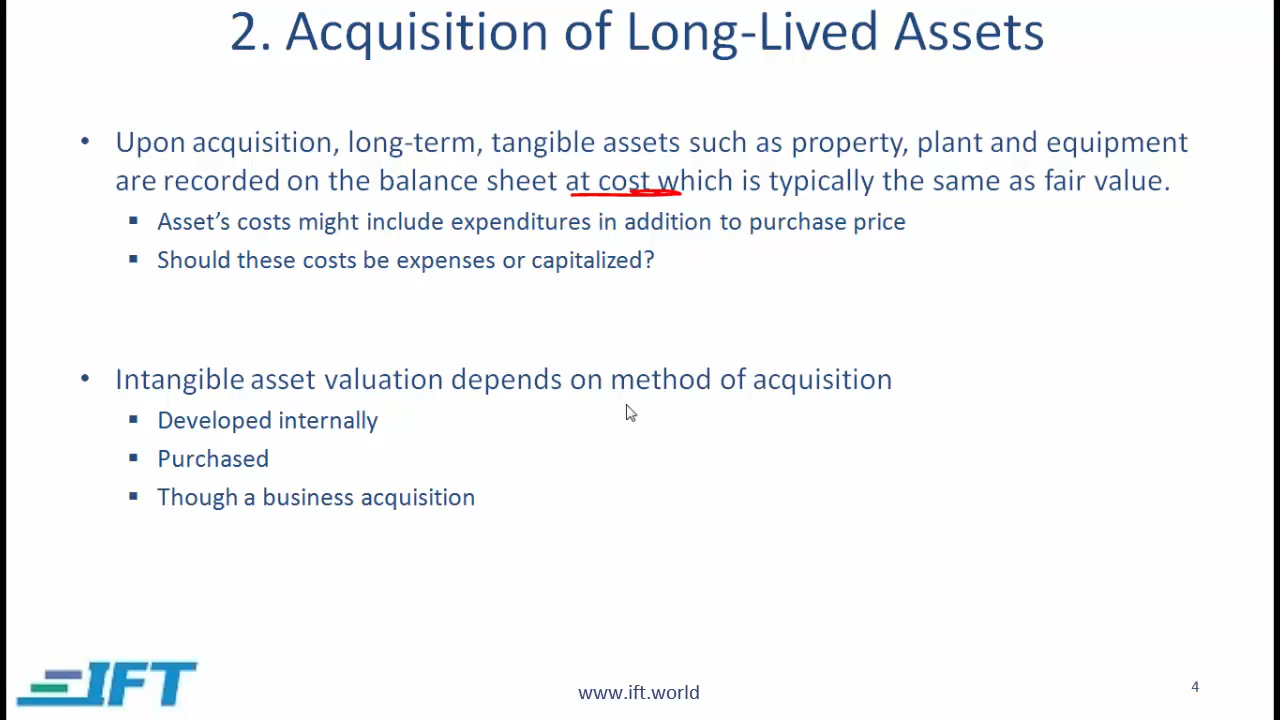 2. Acquisition of Long-Lived Assets
• Upon acquisition, long-term, tangible assets such as property, plant and equipment
are recorded on the balance sheet at cost which is typically the same as fair value.
▪ Asset's costs might include expenditures in addition to purchase price
▪ Should these costs be expenses or capitalized?
• Intangible asset valuation depends on method of acquisition
▪ Developed internally
▪ Purchased
▪ Though a business acquisition
IFT
www.ift.world
4